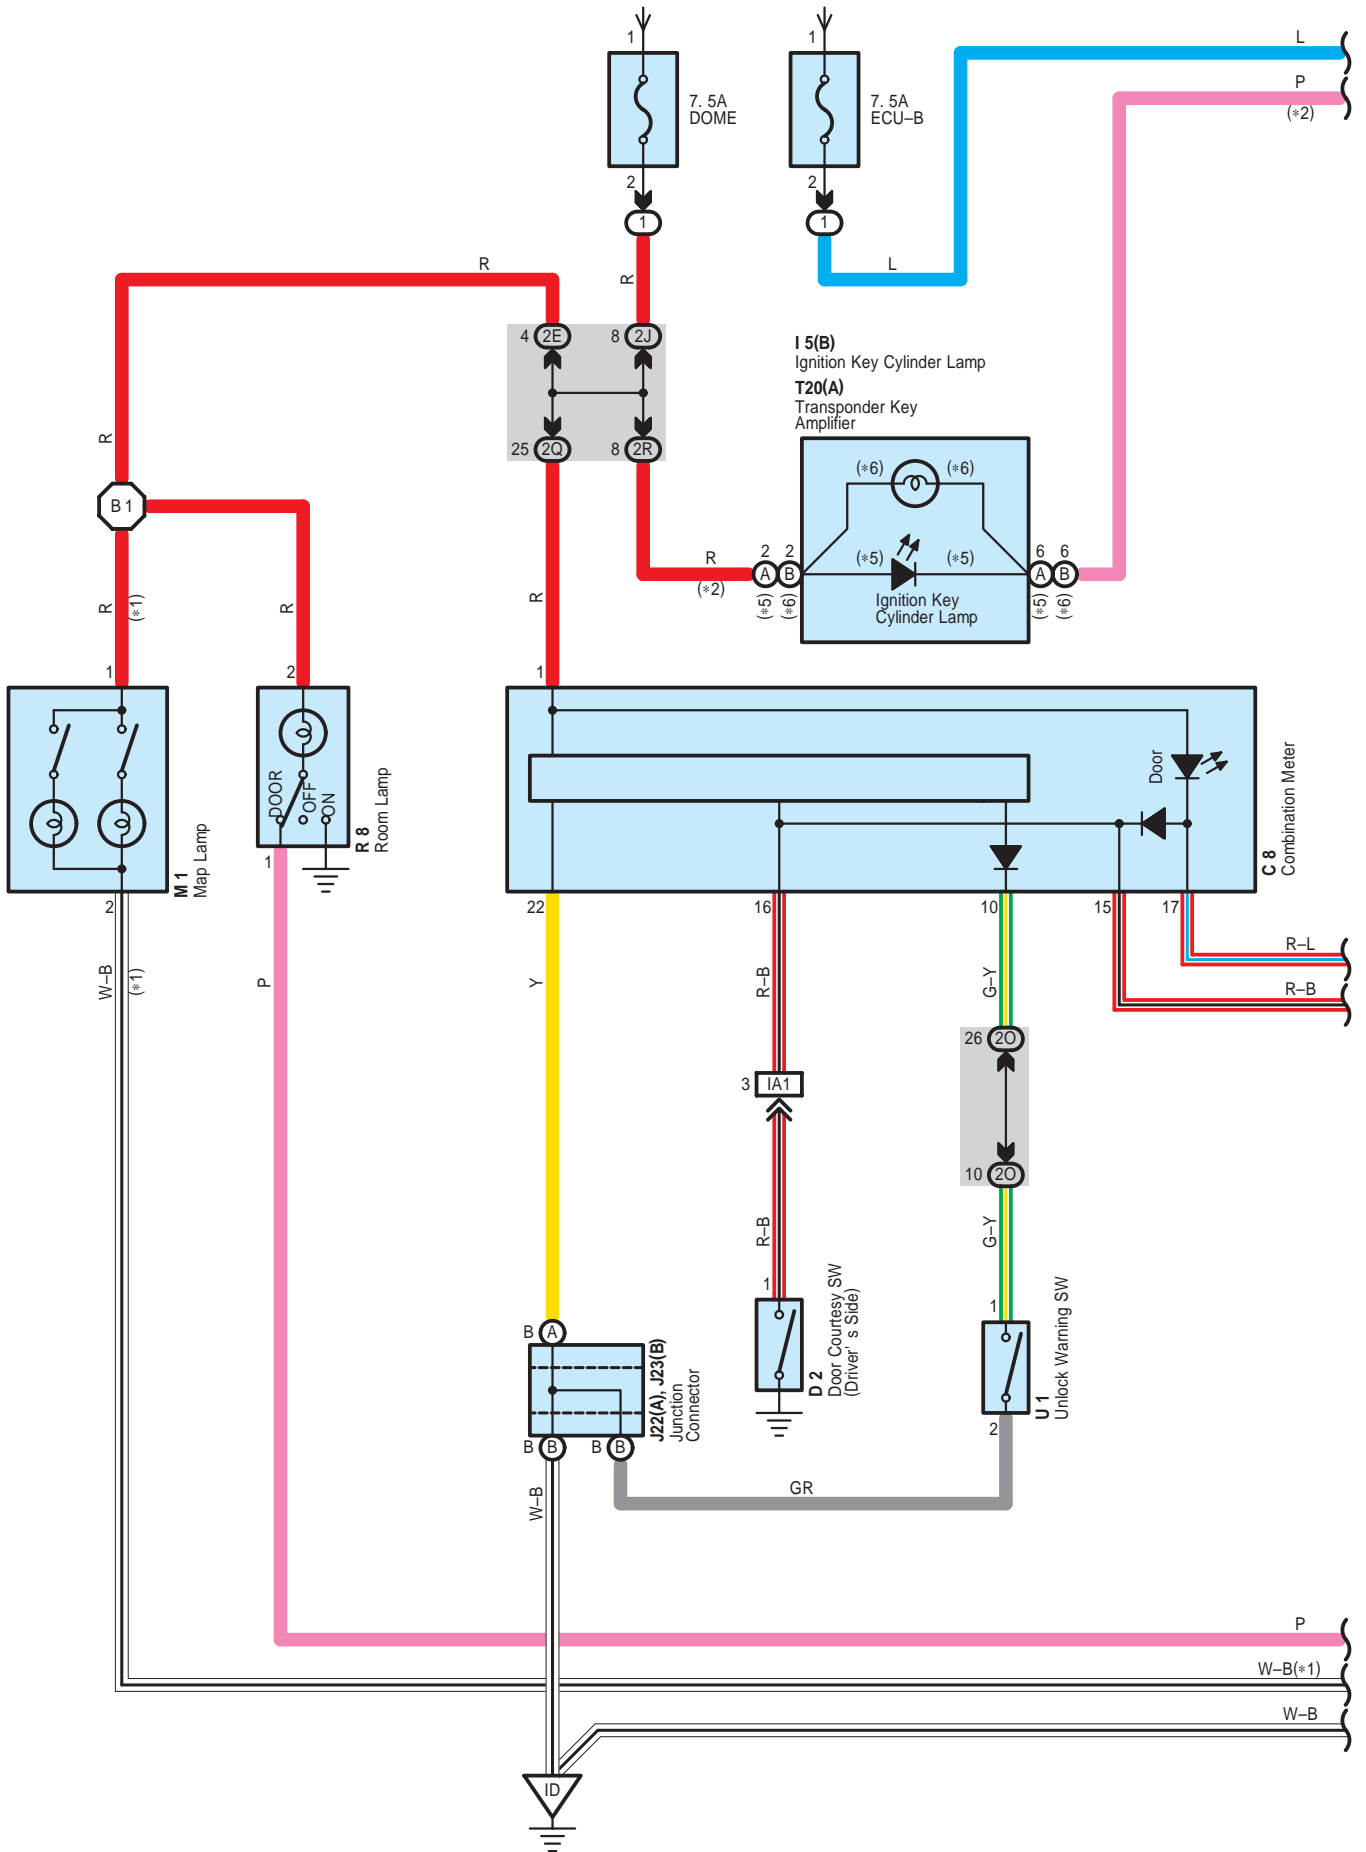 1
1
L
7. 5A
DOME
7. 5A
ECU–B
P
(*2)
2
2
1
1
R
R
L
4 2E
8 2J
I 5(B)
Ignition Key Cylinder Lamp
T20(A)
Transponder Key
Amplifier
R
25 2Q
8 2R
(*6)
(*6)
B 1
R
(*2)
2 2
A B
(*5)
(*6)
(*5)
(*5)
Ignition Key
Cylinder Lamp
6 6
A B
(*5)
(*6)
R
(*1)
R
R
1
2
1
DOOR
OFF
ON
Door
M 1
Map Lamp
R 8
Room Lamp
C 8
Combination Meter
2
1
22
16
10
15
17
W–B
(*1)
P
Y
R–B
G–Y
R–L
R–B
26 2O
3 IA1
10 2O
R–B
G–Y
1
1
B A
J22(A), J23(B)
Junction
Connector
D 2
Door Courtesy SW
(Driver' s Side)
U 1
Unlock Warning SW
2
B B
B B
W–B
GR
P
W–B(*1)
W–B
ID